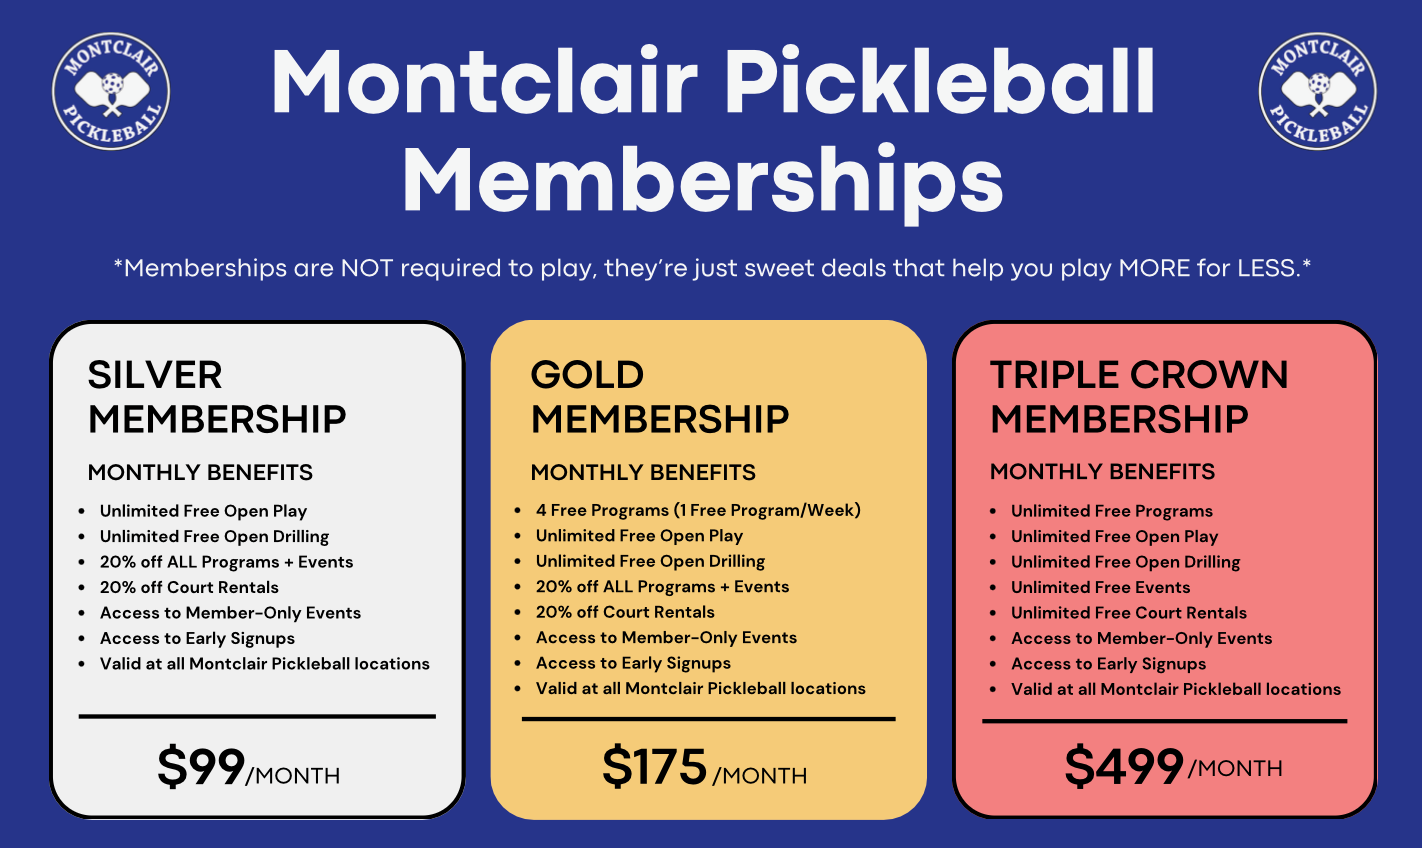 MONTCLAIR
PICKLEBALL
Montclair Pickleball
Memberships
MONTCLAIR
PICKLEBALL
*Memberships are NOT required to play, they're just sweet deals that help you play MORE for LESS.*
SILVER
MEMBERSHIP
MONTHLY BENEFITS
• Unlimited Free Open Play
• Unlimited Free Open Drilling
• 20% off ALL Programs + Events
• 20% off Court Rentals
• Access to Member-Only Events
• Access to Early Signups
• Valid at all Montclair Pickleball locations
$99/MONTH
GOLD
MEMBERSHIP
MONTHLY BENEFITS
• 4 Free Programs (1 Free Program/Week)
• Unlimited Free Open Play
• Unlimited Free Open Drilling
• 20% off ALL Programs + Events
• 20% off Court Rentals
• Access to Member-Only Events
• Access to Early Signups
• Valid at all Montclair Pickleball locations
$175 /MONTH
TRIPLE CROWN
MEMBERSHIP
MONTHLY BENEFITS
• Unlimited Free Programs
• Unlimited Free Open Play
• Unlimited Free Open Drilling
• Unlimited Free Events
• Unlimited Free Court Rentals
• Access to Member-Only Events
• Access to Early Signups
• Valid at all Montclair Pickleball locations
$499 /MONTH